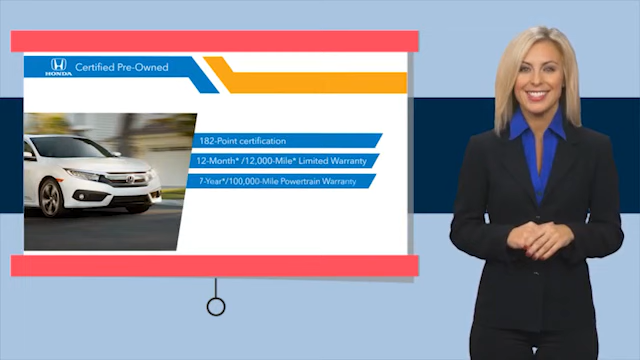 HONDA
Certified Pre-Owned
182-Point certification
12-Month* /12,000-Mile* Limited Warranty
7-Year*/100,000-Mile Powertrain Warranty